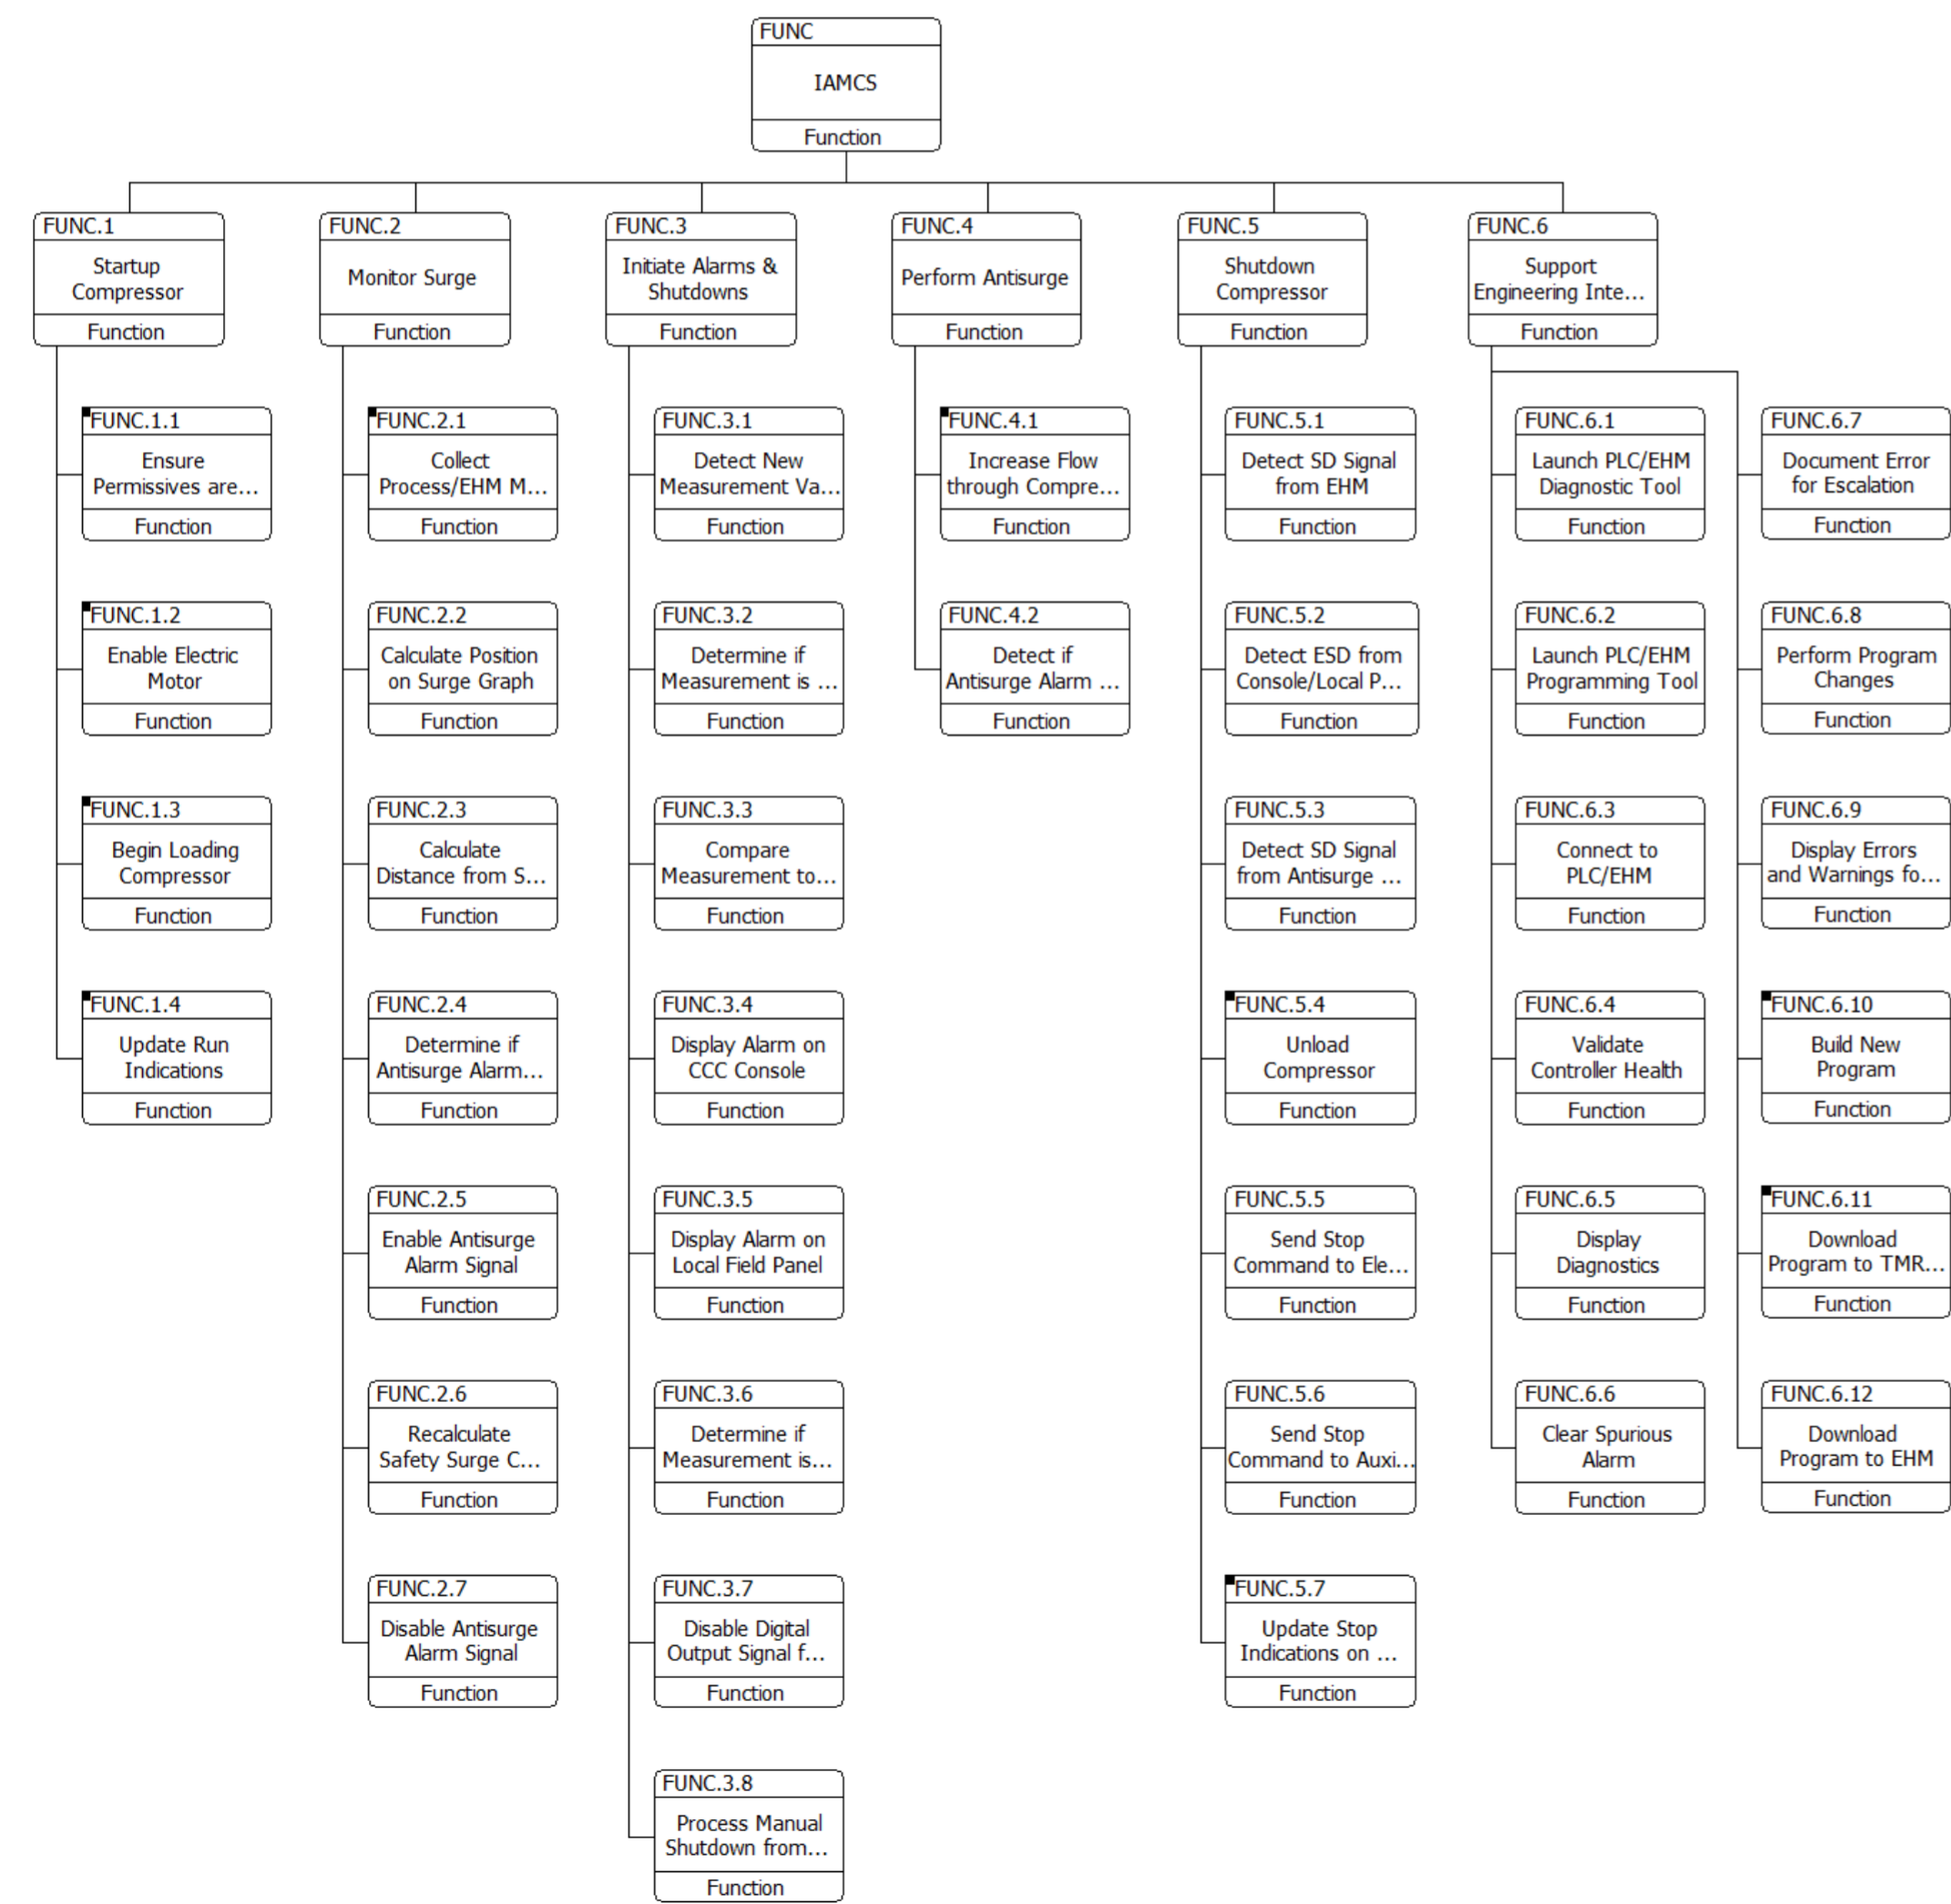 FUNC
IAMCS
Function
FUNC.1
Startup
Compressor
Function
FUNC.2
Monitor Surge
Function
FUNC.3
Initiate Alarms &
Shutdowns
Function
FUNC.4
Perform Antisurge
Function
FUNC.5
Shutdown
Compressor
Function
FUNC.6
Support
Engineering Inte...
Function
FUNC.1.1
Ensure
Permissives are...
Function
FUNC.1.2
Enable Electric
Motor
Function
FUNC.1.3
Begin Loading
Compressor
Function
FUNC.1.4
Update Run
Indications
Function
FUNC.2.1
Collect
Process/EHM M...
Function
FUNC.2.2
Calculate Position
on Surge Graph
Function
FUNC.2.3
Calculate
Distance from S...
Function
FUNC.2.4
Determine if
Antisurge Alarm...
Function
FUNC.2.5
Enable Antisurge
Alarm Signal
Function
FUNC.2.6
Recalculate
Safety Surge C...
Function
FUNC.2.7
Disable Antisurge
Alarm Signal
Function
FUNC.3.1
Detect New
Measurement Va...
Function
FUNC.3.2
Determine if
Measurement is ...
Function
FUNC.3.3
Compare
Measurement to...
Function
FUNC.3.4
Display Alarm on
CCC Console
Function
FUNC.3.5
Display Alarm on
Local Field Panel
Function
FUNC.3.6
Determine if
Measurement is...
Function
FUNC.3.7
Disable Digital
Output Signal f...
Function
FUNC.3.8
Process Manual
Shutdown from...
Function
FUNC.4.1
Increase Flow
through Compre...
Function
FUNC.4.2
Detect if
Antisurge Alarm ...
Function
FUNC.5.1
Detect SD Signal
from EHM
Function
FUNC.5.2
Detect ESD from
Console/Local P...
Function
FUNC.5.3
Detect SD Signal
from Antisurge ...
Function
FUNC.5.4
Unload
Compressor
Function
FUNC.5.5
Send Stop
Command to Ele...
Function
FUNC.5.6
Send Stop
Command to Auxi...
Function
FUNC.5.7
Update Stop
Indications on ...
Function
FUNC.6.1
Launch PLC/EHM
Diagnostic Tool
Function
FUNC.6.2
Launch PLC/EHM
Programming Tool
Function
FUNC.6.3
Connect to
PLC/EHM
Function
FUNC.6.4
Validate
Controller Health
Function
FUNC.6.5
Display
Diagnostics
Function
FUNC.6.6
Clear Spurious
Alarm
Function
FUNC.6.7
Document Error
for Escalation
Function
FUNC.6.8
Perform Program
Changes
Function
FUNC.6.9
Display Errors
and Warnings fo...
Function
FUNC.6.10
Build New
Program
Function
FUNC.6.11
Download
Program to TMR...
Function
FUNC.6.12
Download
Program to EHM
Function